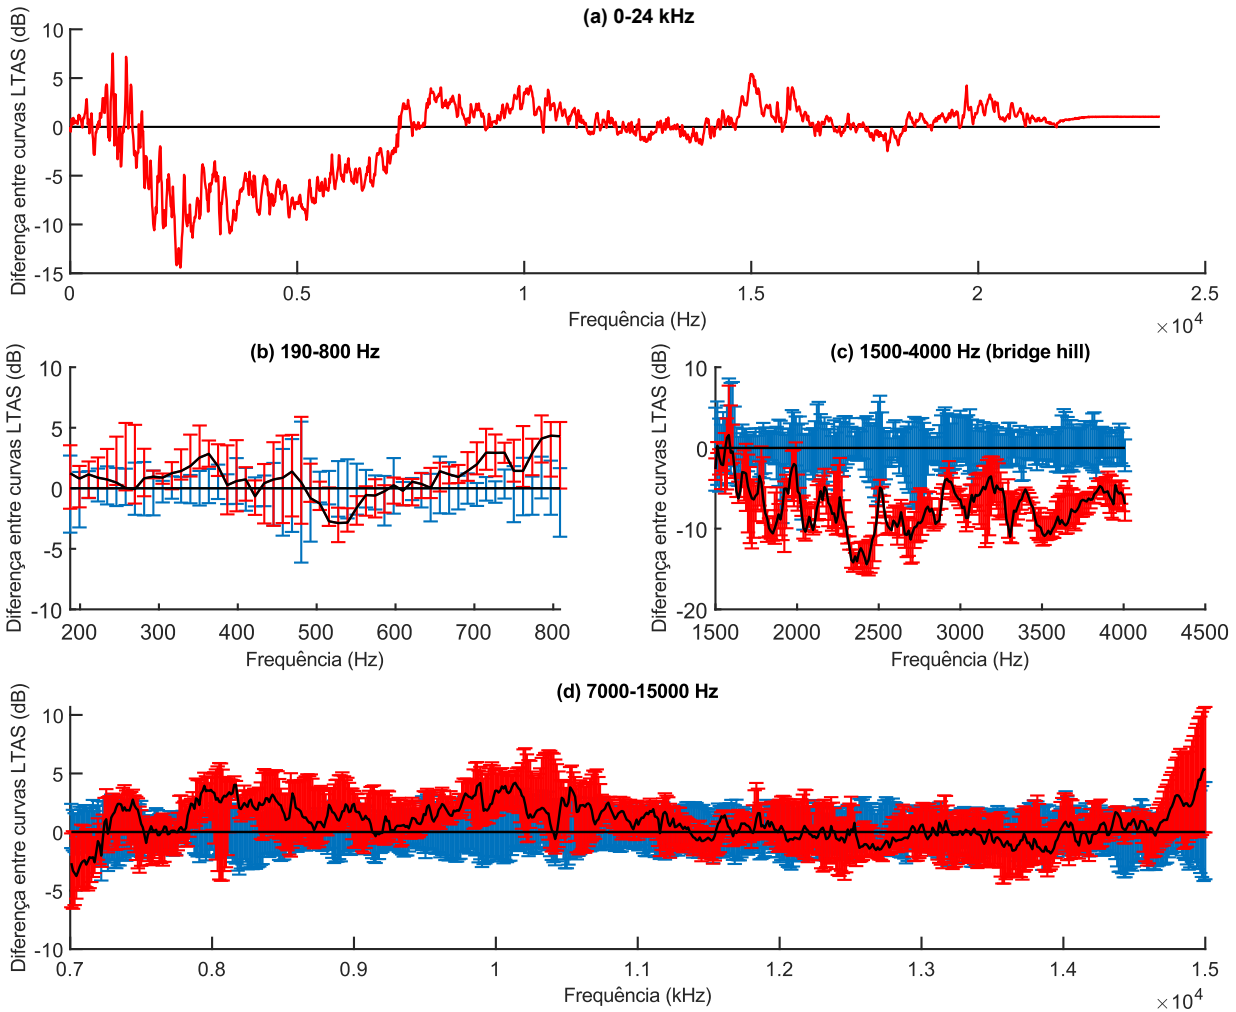 (a) 0-24 kHz
Diferença entre curvas LTAS (dB)
10
5
0
-5
-10
-15
0 0.5 1 1.5 2 2.5
×10⁴
Frequência (Hz)
(b) 190-800 Hz
Diferença entre curvas LTAS (dB)
10
5
0
-5
-10
200 300 400 500 600 700 800
Frequência (Hz)
(c) 1500-4000 Hz (bridge hill)
Diferença entre curvas LTAS (dB)
10
0
-10
-20
1500 2000 2500 3000 3500 4000 4500
Frequência (Hz)
(d) 7000-15000 Hz
Diferença entre curvas LTAS (dB)
10
5
0
-5
-10
0.7 0.8 0.9 1 1.1 1.2 1.3 1.4 1.5
×10⁴
Frequência (kHz)